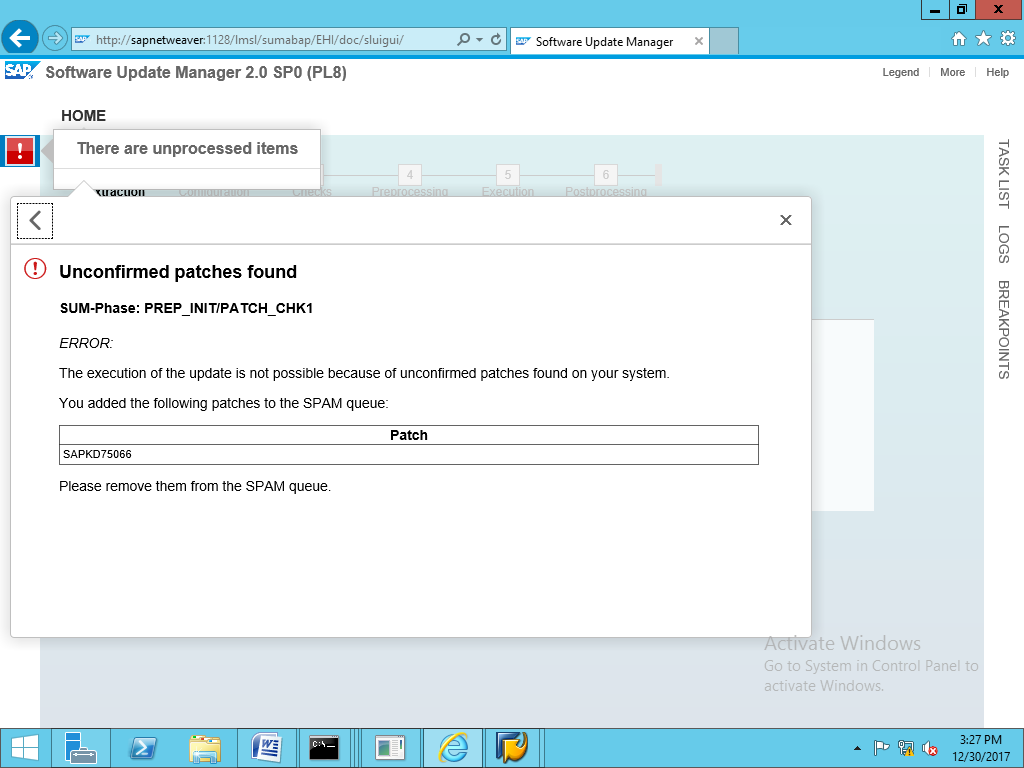 http://sapnetweaver:1128/lmsl/sumabap/EHI/doc/sluigui/
Software Update Manager
SAP Software Update Manager 2.0 SP0 (PL8)
Legend
More
Help
HOME
There are unprocessed items
4
5
6
xtraction
Configuration
Checks
Preprocessing
Execution
Postprocessing
TASK LIST
LOGS
BREAKPOINTS
Unconfirmed patches found
SUM-Phase: PREP_INIT/PATCH_CHK1
ERROR:
The execution of the update is not possible because of unconfirmed patches found on your system.
You added the following patches to the SPAM queue:
Patch
SAPKD75066
Please remove them from the SPAM queue.
Activate Windows
Go to System in Control Panel to
activate Windows.
3:27 PM
12/30/2017